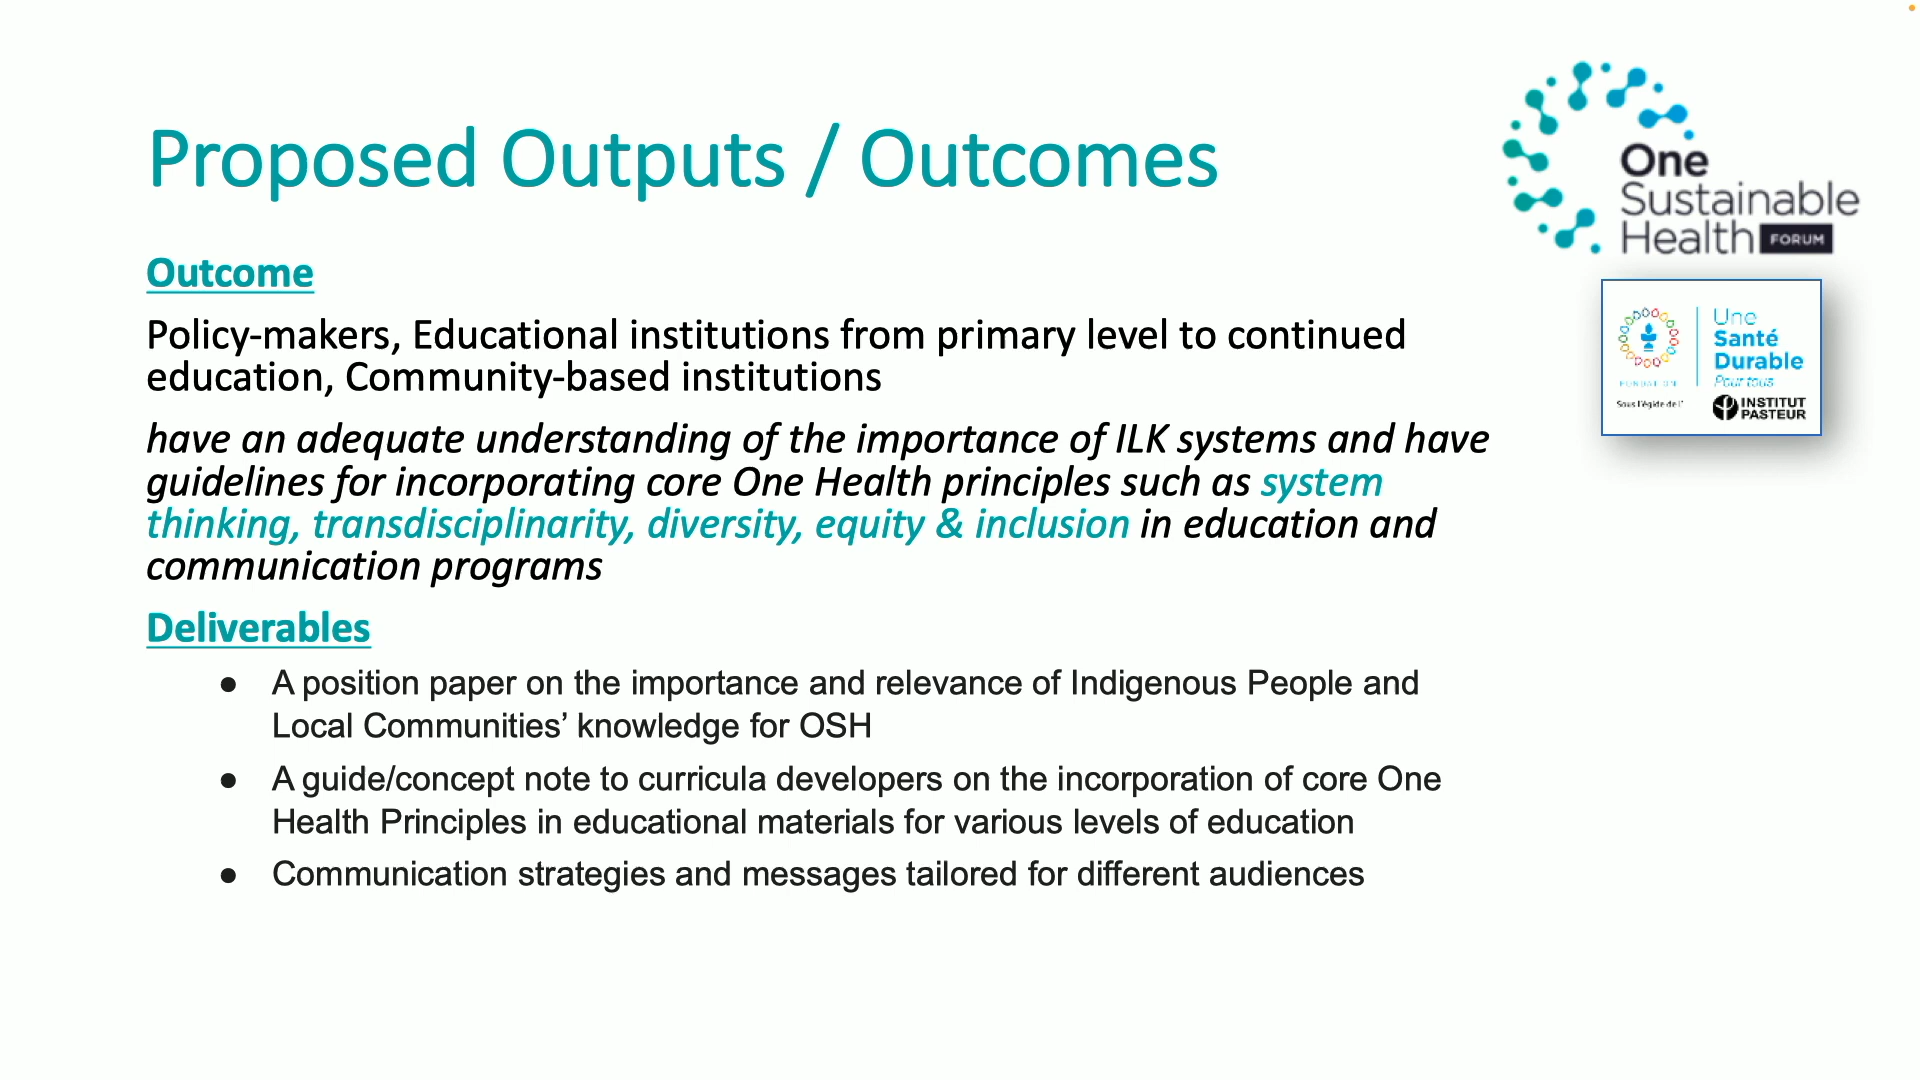 Proposed Outputs / Outcomes
One
Sustainable
Health FORUM
Outcome
Policy-makers, Educational institutions from primary level to continued
education, Community-based institutions
have an adequate understanding of the importance of ILK systems and have
guidelines for incorporating core One Health principles such as system
thinking, transdisciplinarity, diversity, equity & inclusion in education and
communication programs
Une
Santé
Durable
Pour tous
FONDATION
Sous l'égide de l'
INSTITUT
PASTEUR
Deliverables
● A position paper on the importance and relevance of Indigenous People and
Local Communities’ knowledge for OSH
● A guide/concept note to curricula developers on the incorporation of core One
Health Principles in educational materials for various levels of education
● Communication strategies and messages tailored for different audiences